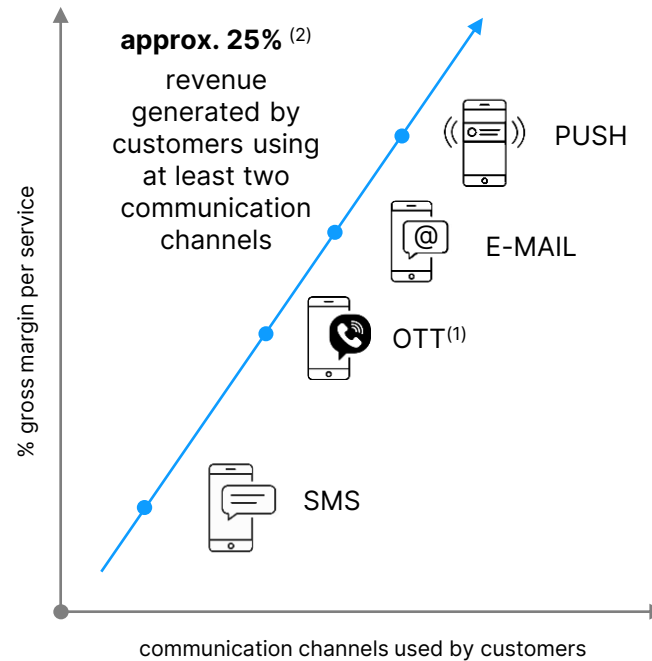 approx. 25% (2)
revenue
generated by
customers using
at least two
communication
channels
PUSH
@
E-MAIL
OTT(1)
SMS
% gross margin per service
communication channels used by customers